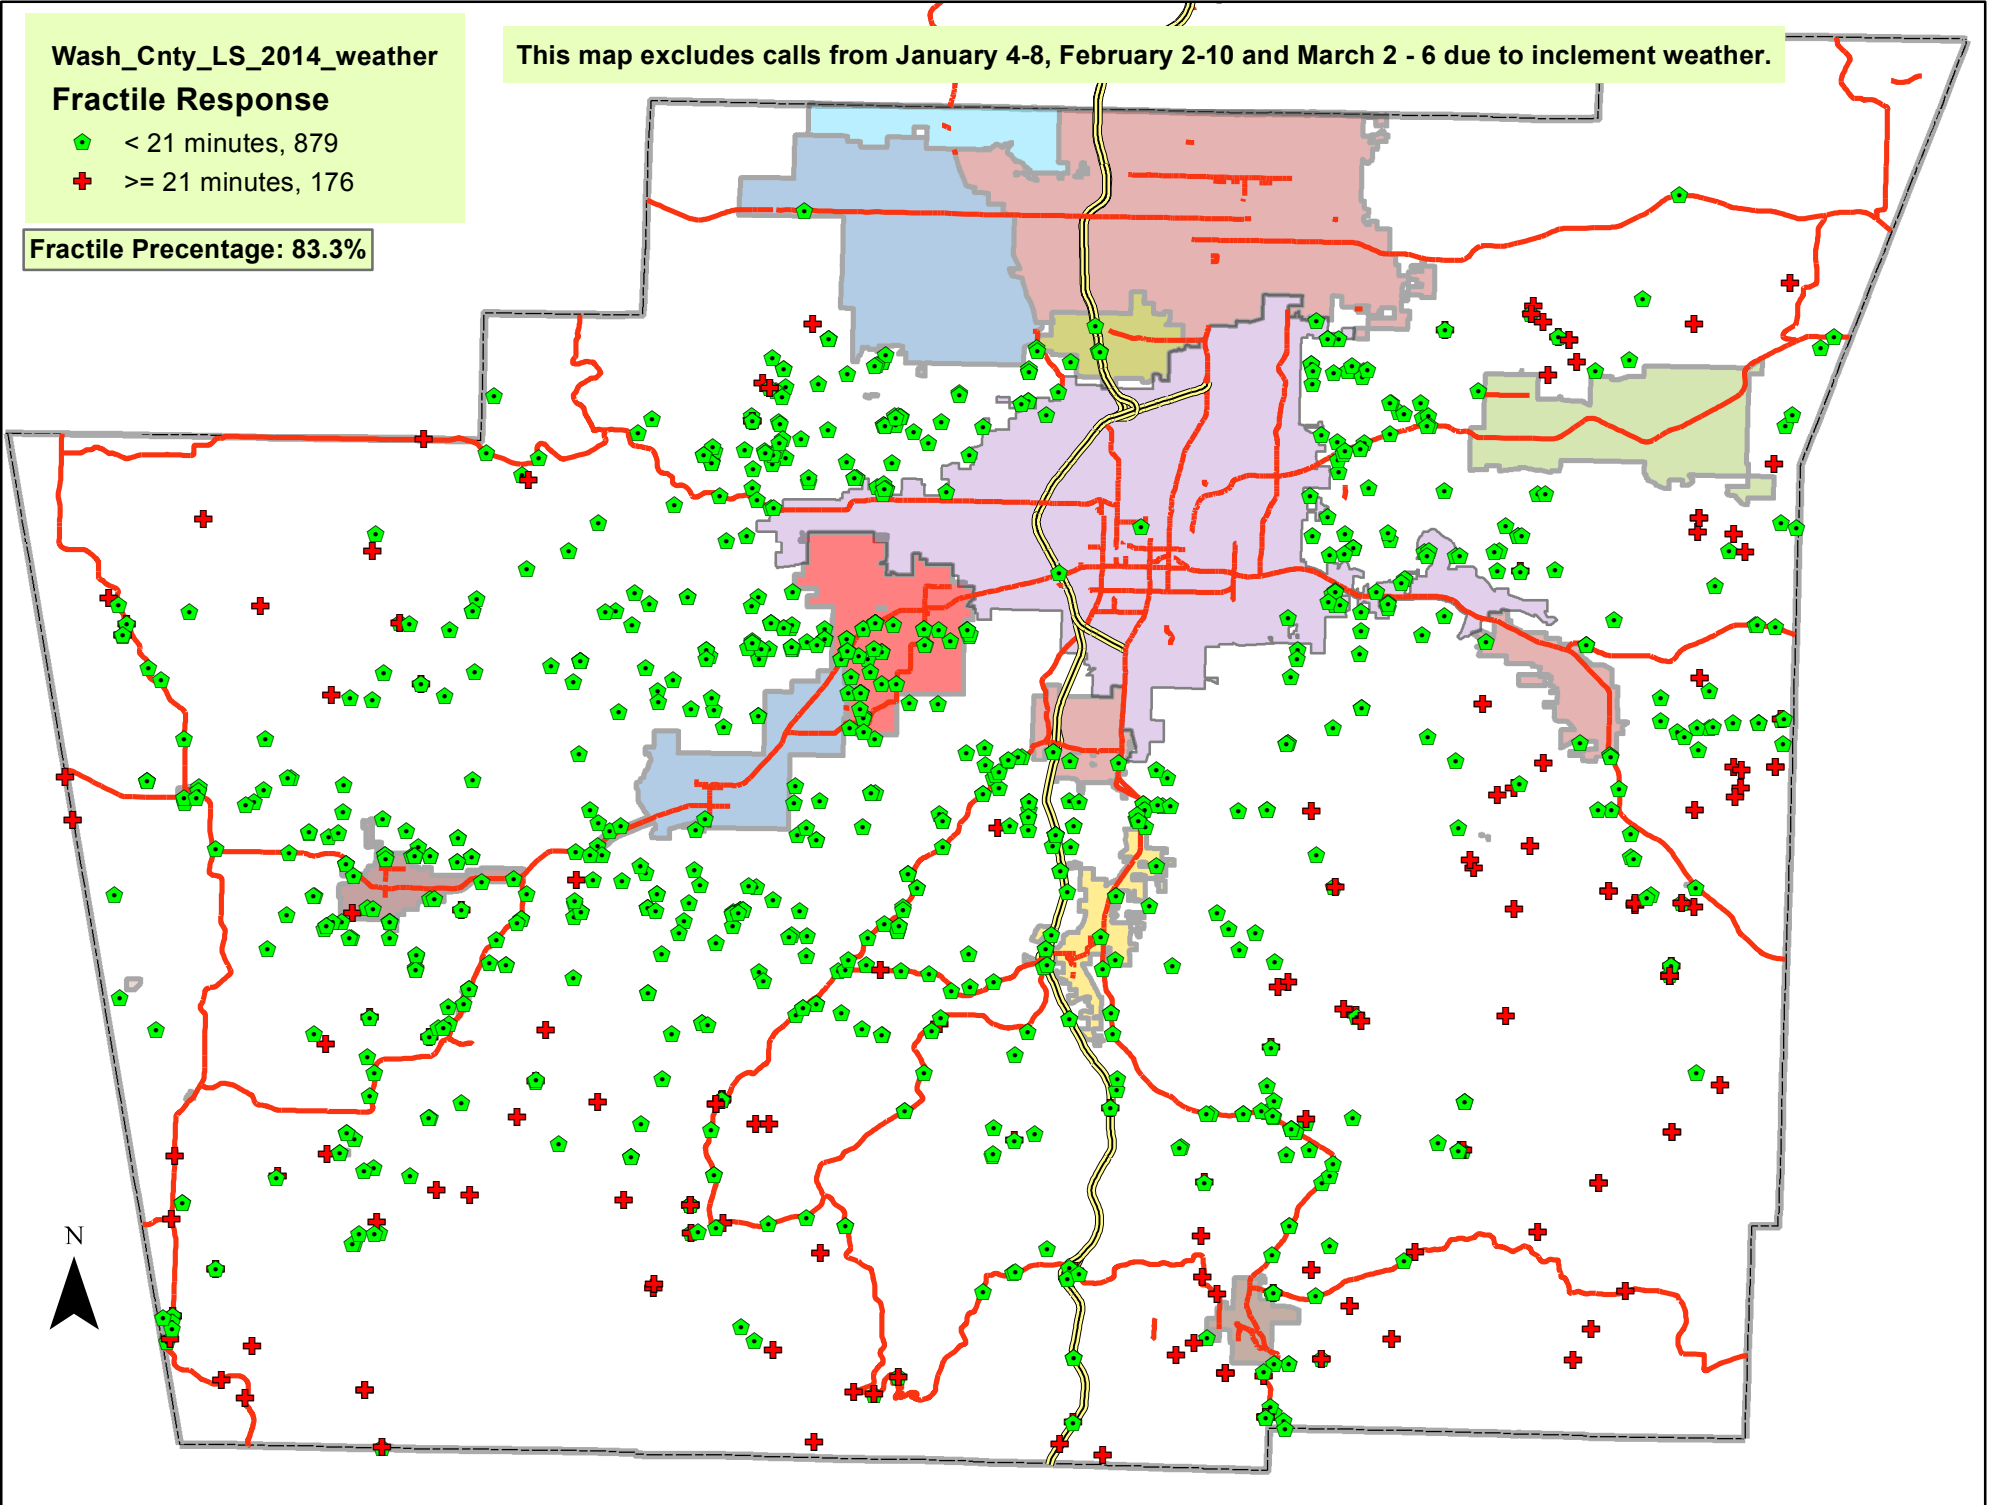 Wash_Cnty_LS_2014_weather
Fractile Response
< 21 minutes, 879
>= 21 minutes, 176
Fractile Precentage: 83.3%
This map excludes calls from January 4-8, February 2-10 and March 2 - 6 due to inclement weather.
N